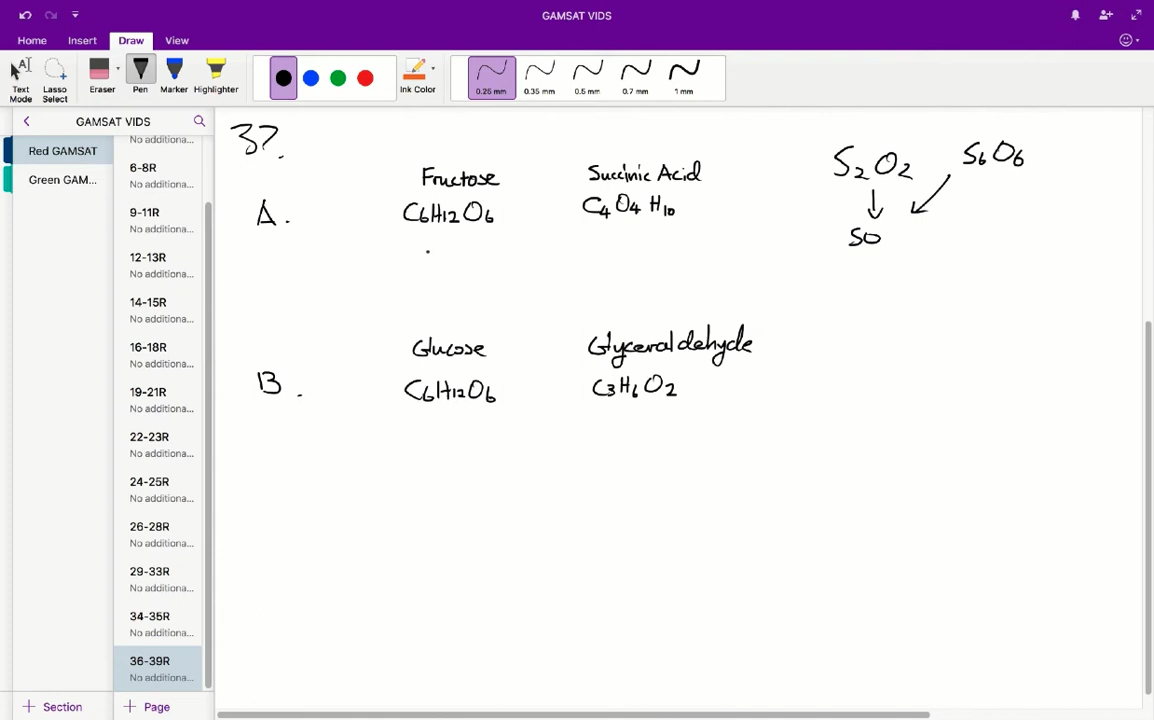 GAMSAT VIDS
Home Insert Draw View
Text Mode
Lasso Select
Eraser
Pen
Marker
Highlighter
Ink Color
0.25 mm
0.35 mm
0.5 mm
0.7 mm
1 mm
GAMSAT VIDS
Red GAMSAT
Green GAM...
No additiona...
6-8R
No additiona...
9-11R
No additiona...
12-13R
No additiona...
14-15R
No additiona...
16-18R
No additiona...
19-21R
No additiona...
22-23R
No additiona...
24-25R
No additiona...
26-28R
No additiona...
29-33R
No additiona...
34-35R
No additiona...
36-39R
No additiona...
+ Section
+ Page
37.
A.
Fructose
C6H12O6
Succinic Acid
C4O4H10
S2O2
S6O6
SO
B.
Glucose
C6H12O6
Glyceraldehyde
C3H6O2